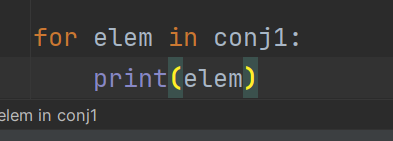 for elem in conj1:
    print(elem)
elem in conj1